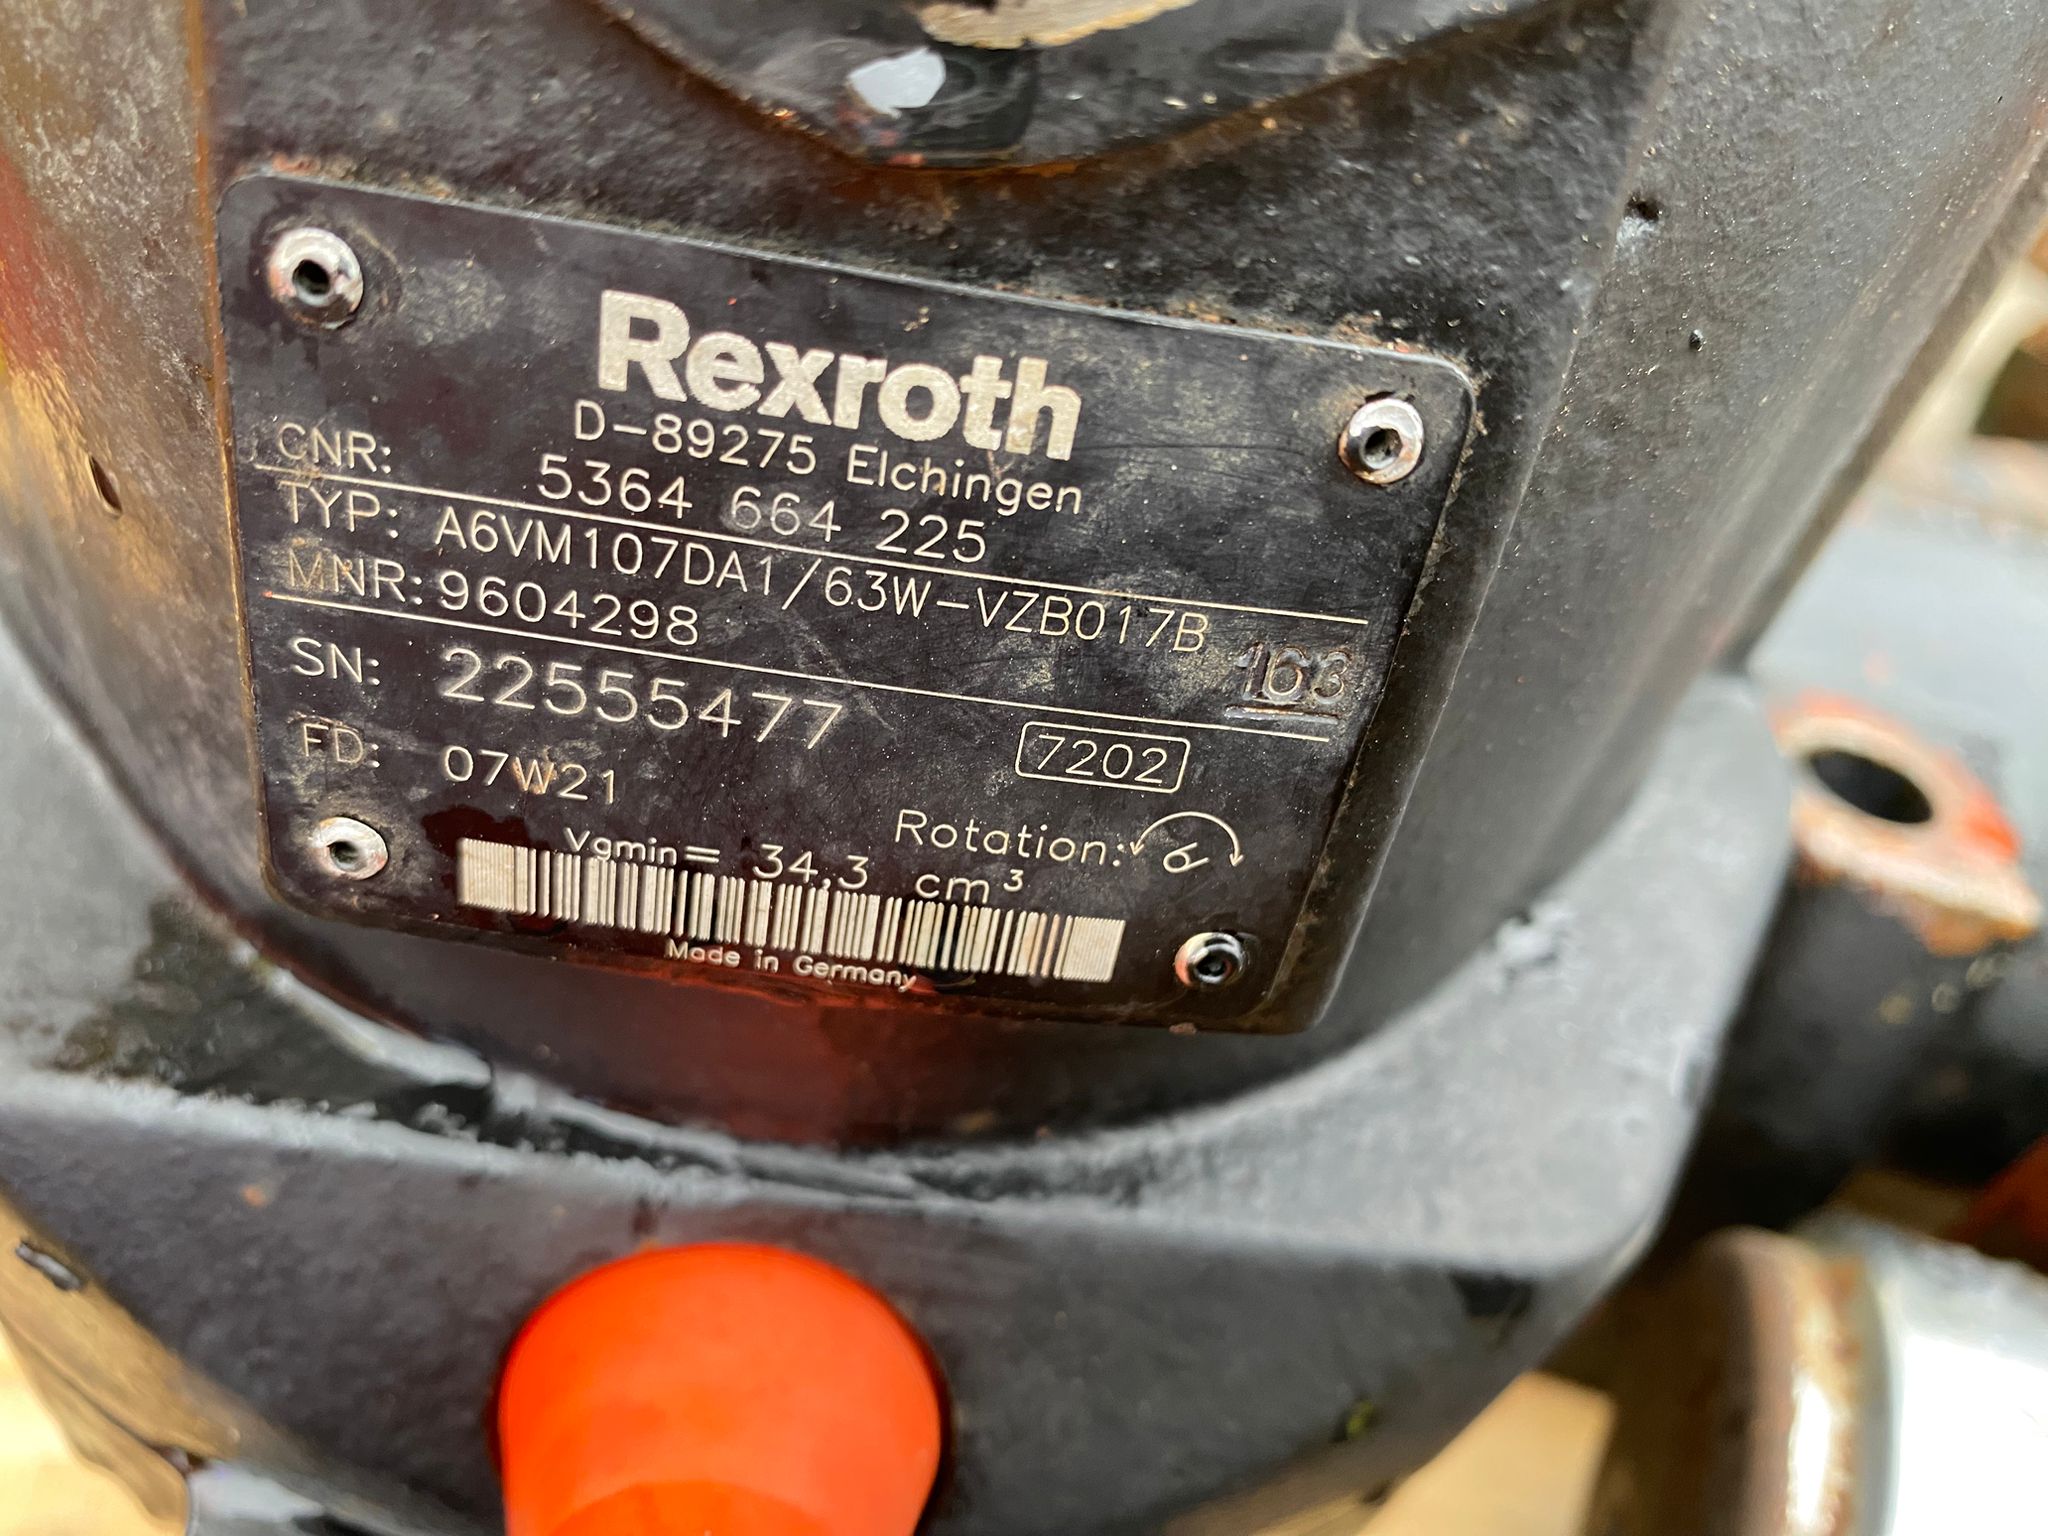 Rexroth
D-89275 Elchingen
CNR: 5364 664 225
TYP: A6VM107DA1/63W-VZB017B
MNR: 9604298
163
SN: 22555477
7202
FD: 07W21
Rotation:
Vgmin= 34,3 cm³
Made in Germany